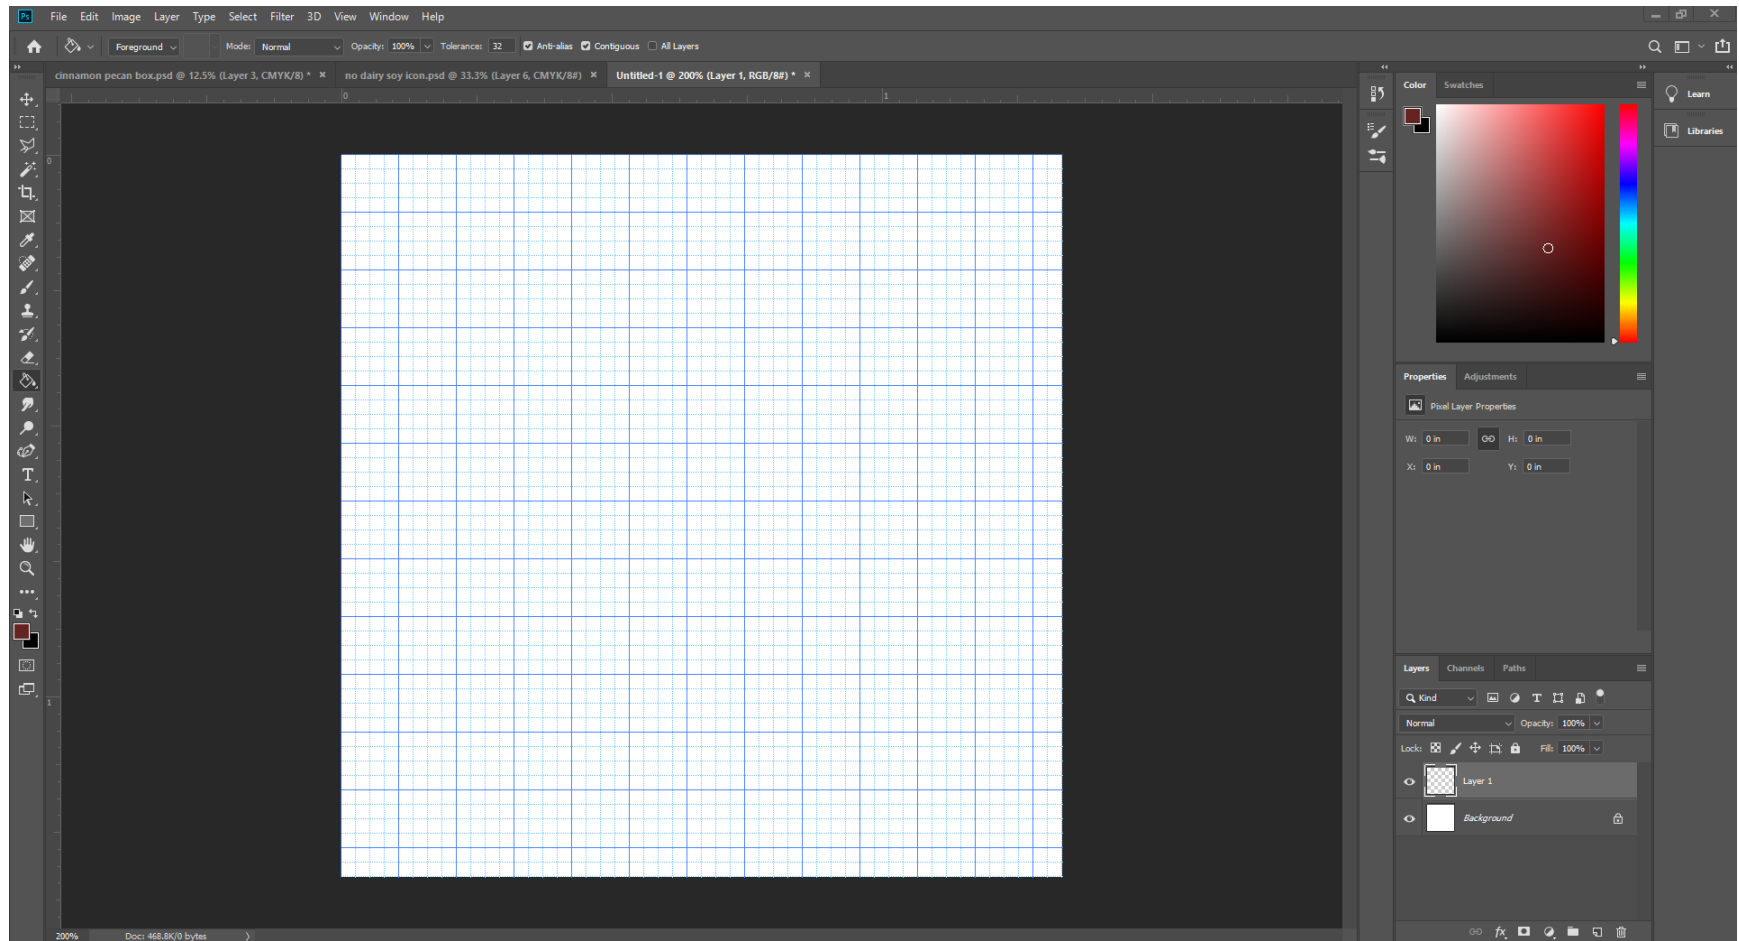 Ps File Edit Image Layer Type Select Filter 3D View Window Help
Foreground Mode: Normal Opacity: 100% Tolerance: 32 Anti-alias Contiguous All Layers
cinnamon pecan box.psd @ 12.5% (Layer 3, CMYK/8) * × no dairy soy icon.psd @ 33.3% (Layer 6, CMYK/8#) × Untitled-1 @ 200% (Layer 1, RGB/8#) * ×
0 1
0
1
Color Swatches
Learn
Libraries
Properties Adjustments
Pixel Layer Properties
W: 0 in H: 0 in
X: 0 in Y: 0 in
Layers Channels Paths
Kind
Normal Opacity: 100%
Lock: Fill: 100%
Layer 1
Background
fx
200% Doc: 468.8K/0 bytes